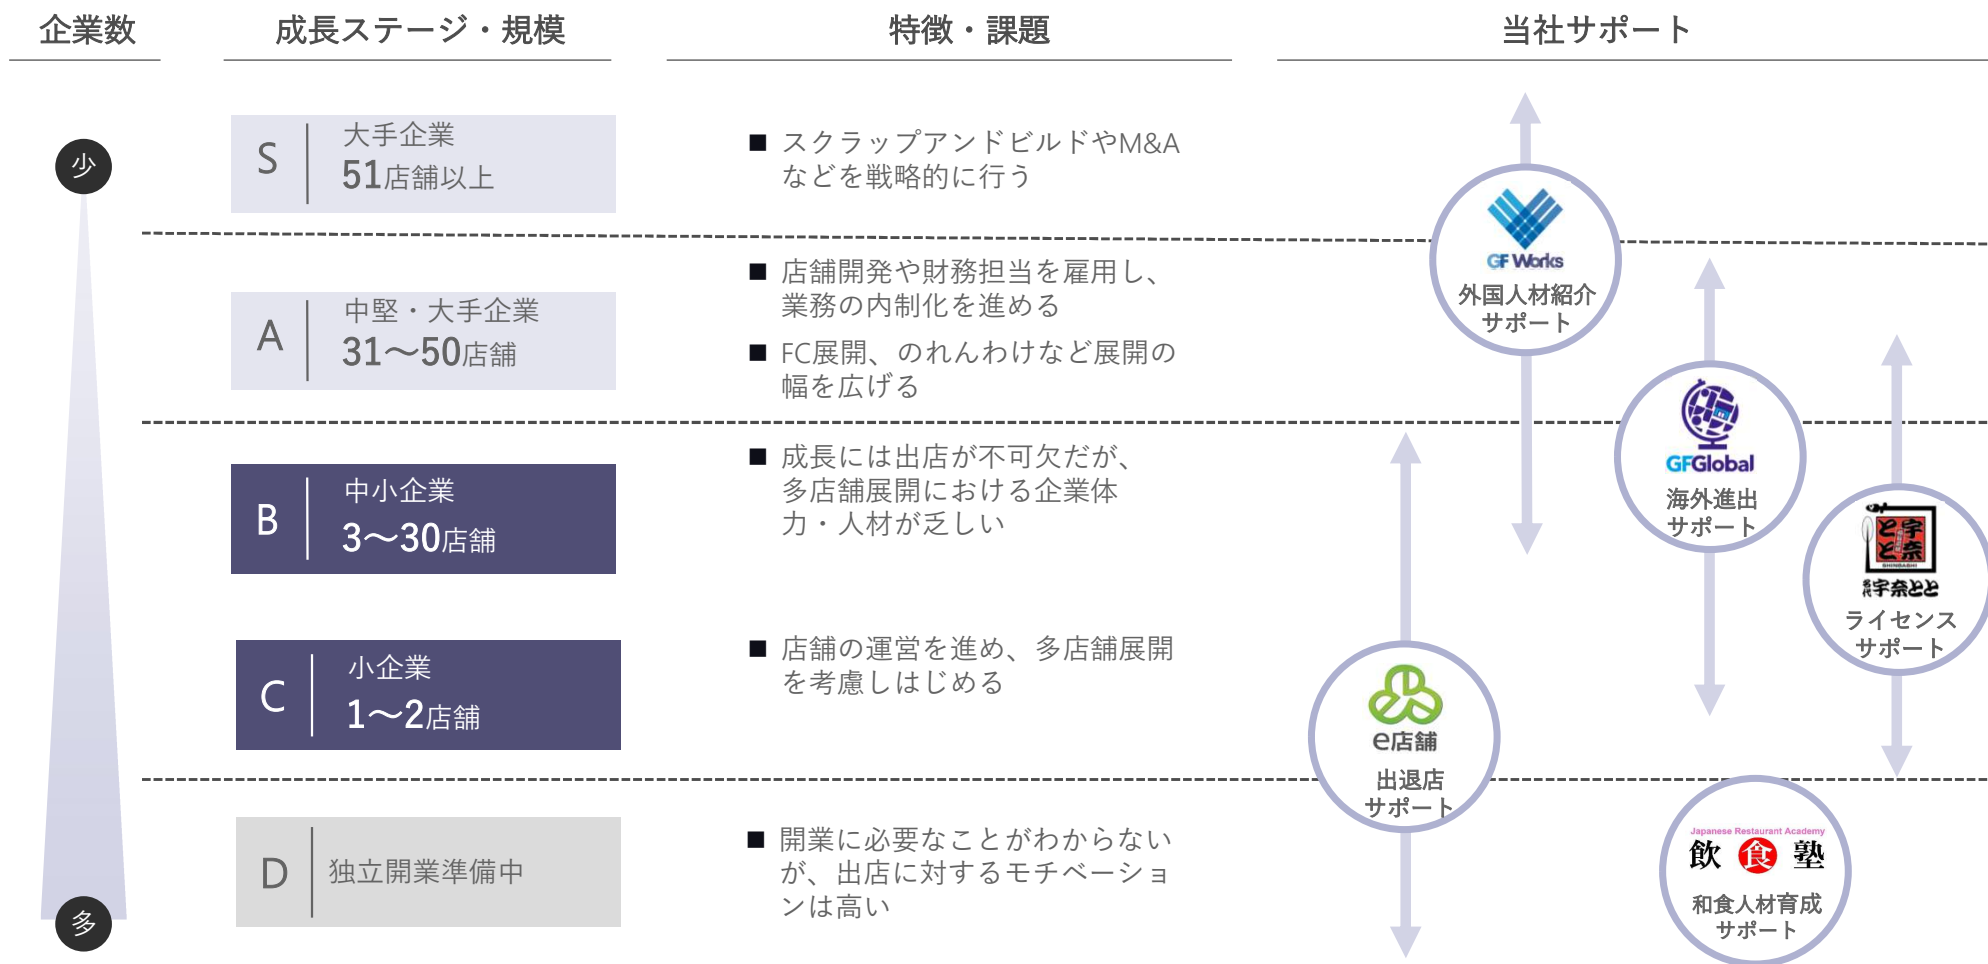 企業数
成長ステージ・規模
特徴・課題
当社サポート
少
S
大手企業
51店舗以上
■ スクラップアンドビルドやM&A
などを戦略的に行う
GF Works
外国人材紹介
サポート
A
中堅・大手企業
31～50店舗
■ 店舗開発や財務担当を雇用し、
業務の内制化を進める
■ FC展開、のれんわけなど展開の
幅を広げる
GFGlobal
海外進出
サポート
B
中小企業
3～30店舗
■ 成長には出店が不可欠だが、
多店舗展開における企業体
力・人材が乏しい
宇奈
とと
SHINBASHI
名代宇奈とと
ライセンス
サポート
C
小企業
1～2店舗
■ 店舗の運営を進め、多店舗展開
を考慮しはじめる
e店舗
出退店
サポート
D
独立開業準備中
■ 開業に必要なことがわからない
が、出店に対するモチベーショ
ンは高い
Japanese Restaurant Academy
飲食塾
和食人材育成
サポート
多